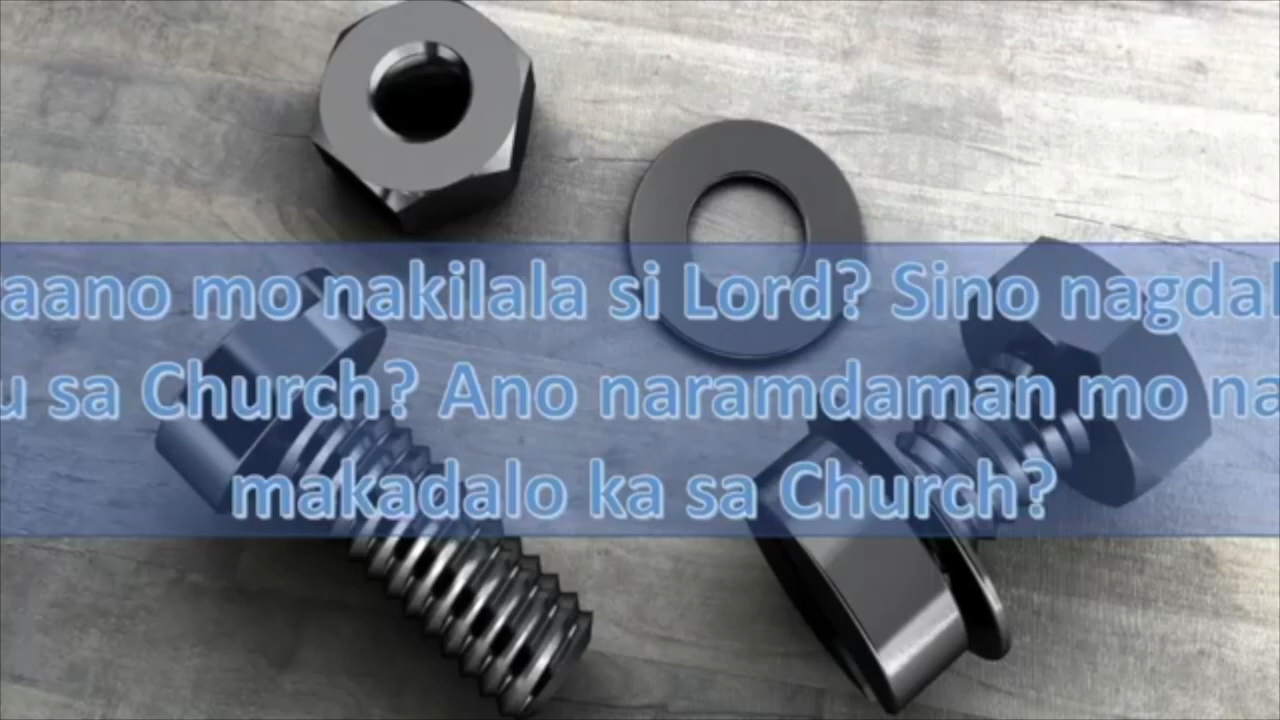 aano mo nakilala si Lord? Sino nagdal
u sa Church? Ano naramdaman mo na
makadalo ka sa Church?